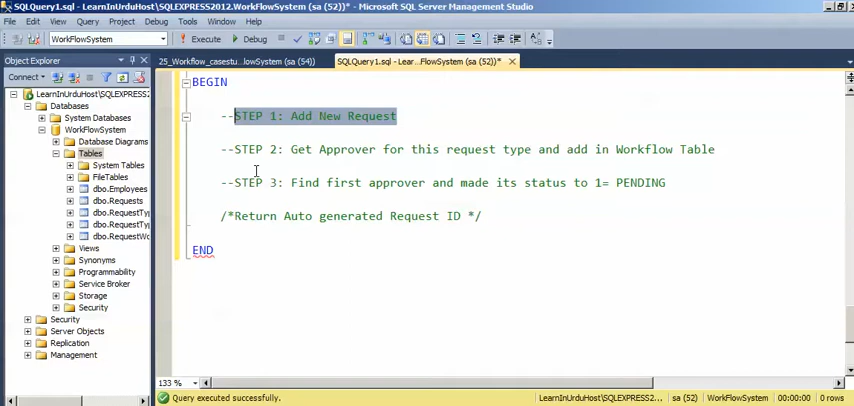 SQLQuery1.sql - LearnInUrduHost\SQLEXPRESS2012.WorkFlowSystem (sa (52))* - Microsoft SQL Server Management Studio
File Edit View Query Project Debug Tools Window Help
WorkFlowSystem Execute Debug
Object Explorer
25_Workflow_casestu...lowSystem (sa (54))
SQLQuery1.sql - Lear...FlowSystem (sa (52))*
Connect
LearnInUrduHost\SQLEXPRESS2
Databases
System Databases
WorkFlowSystem
Database Diagrams
Tables
System Tables
FileTables
dbo.Employees
dbo.Requests
dbo.RequestTy
dbo.RequestTy
dbo.RequestWo
Views
Synonyms
Programmability
Service Broker
Storage
Security
Security
Server Objects
Replication
Management
BEGIN
--STEP 1: Add New Request
--STEP 2: Get Approver for this request type and add in Workflow Table
--STEP 3: Find first approver and made its status to 1= PENDING
/*Return Auto generated Request ID */
END
133 %
Query executed successfully.
LearnInUrduHost\SQLEXPRESS2... sa (52) WorkFlowSystem 00:00:00 0 rows